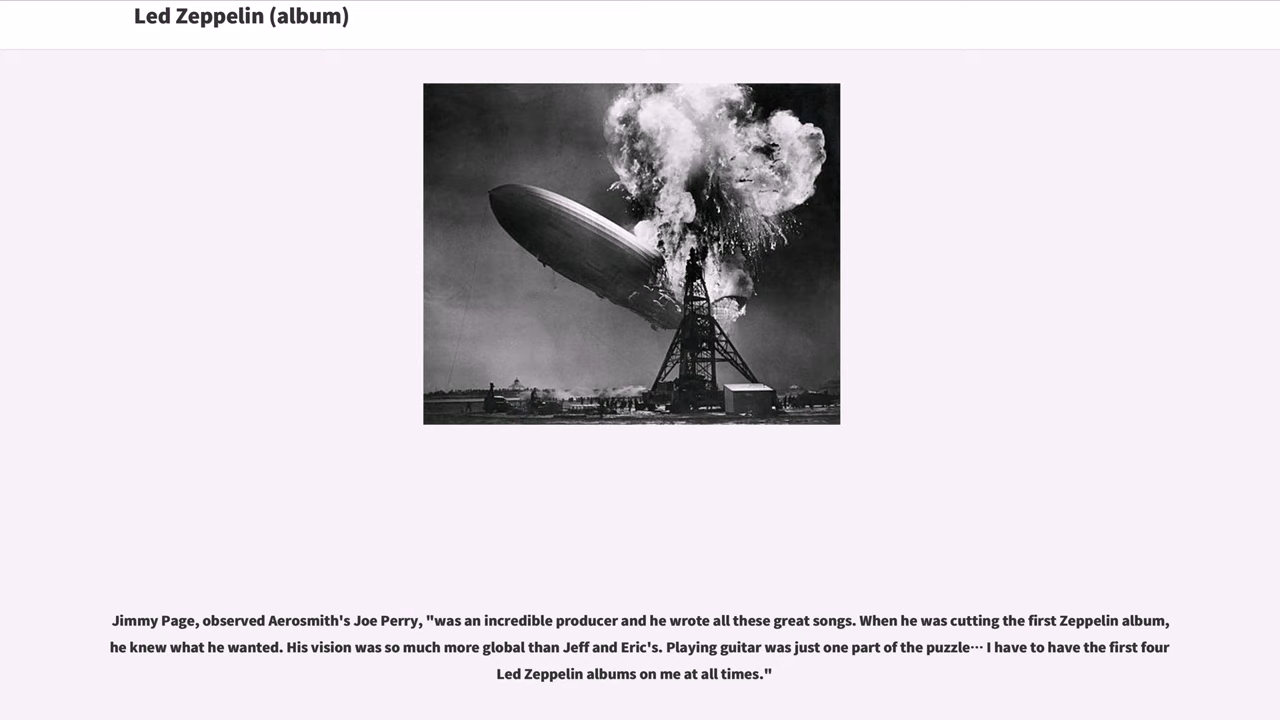 Led Zeppelin (album)
Jimmy Page, observed Aerosmith's Joe Perry, "was an incredible producer and he wrote all these great songs. When he was cutting the first Zeppelin album,
he knew what he wanted. His vision was so much more global than Jeff and Eric's. Playing guitar was just one part of the puzzle··· I have to have the first four
Led Zeppelin albums on me at all times."